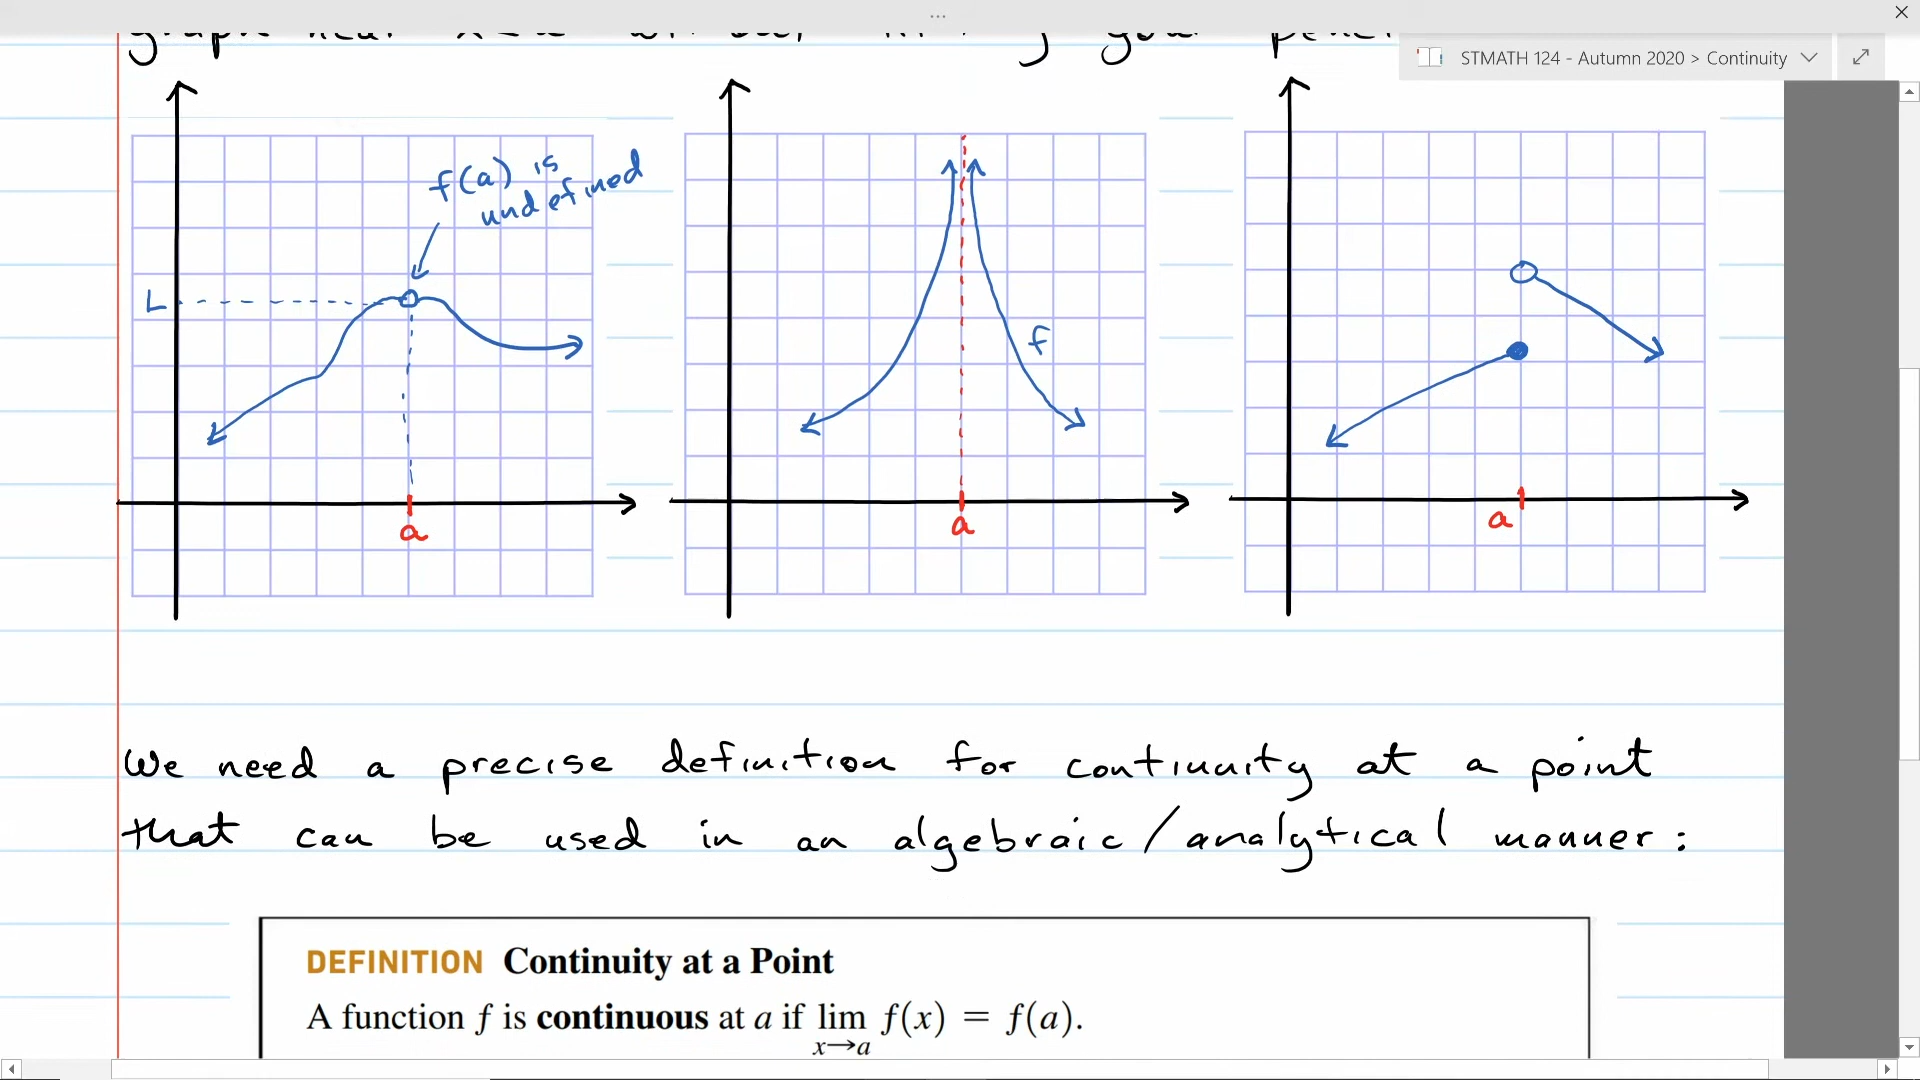 ...
STMATH 124 - Autumn 2020 > Continuity
f(a) is
undefined
L
a
f
a
a
We need a precise definition for continuity at a point
that can be used in an algebraic/analytical manner:
DEFINITION Continuity at a Point
A function f is continuous at a if lim f(x) = f(a).
x→a